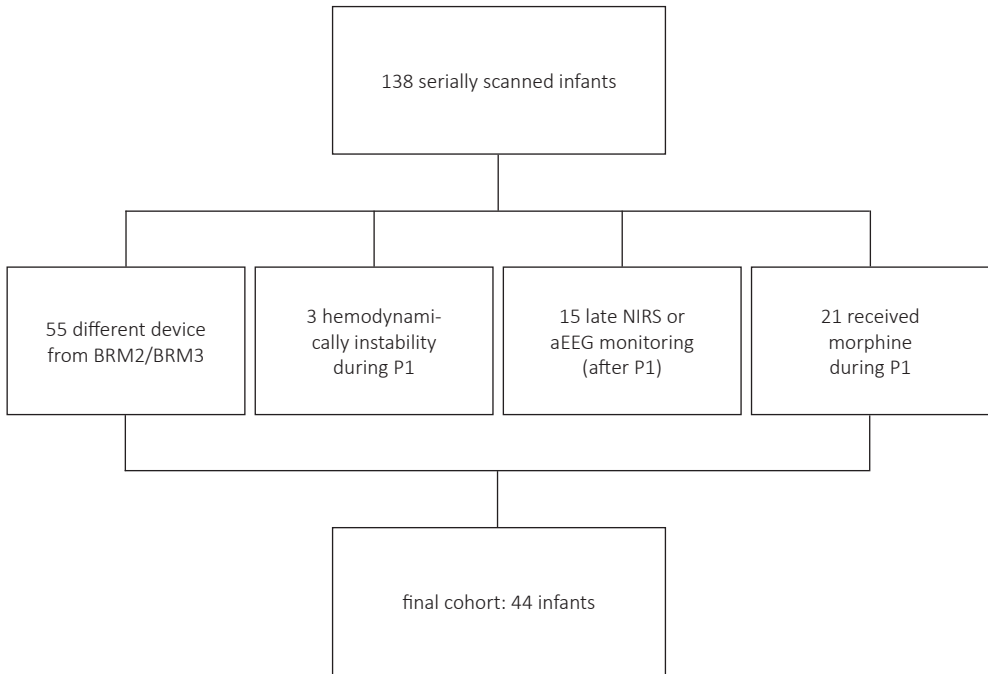 138 serially scanned infants
55 different device
from BRM2/BRM3
3 hemodynami-
cally instability
during P1
15 late NIRS or
aEEG monitoring
(after P1)
21 received
morphine
during P1
final cohort: 44 infants